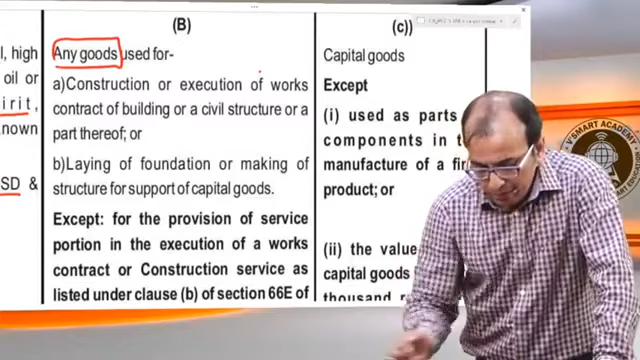 (B)
(c))
l, high
oil or
irit,
nown
SD &
Any goods used for-
a)Construction or execution of works
contract of building or a civil structure or a
part thereof; or
b)Laying of foundation or making of
structure for support of capital goods.
Except: for the provision of service
portion in the execution of a works
contract or Construction service as
listed under clause (b) of section 66E of
Capital goods
Except
(i) used as parts
components in t
manufacture of a fi
product; or
(ii) the value
capital goods
thousand r
V'SMART ACADEMY